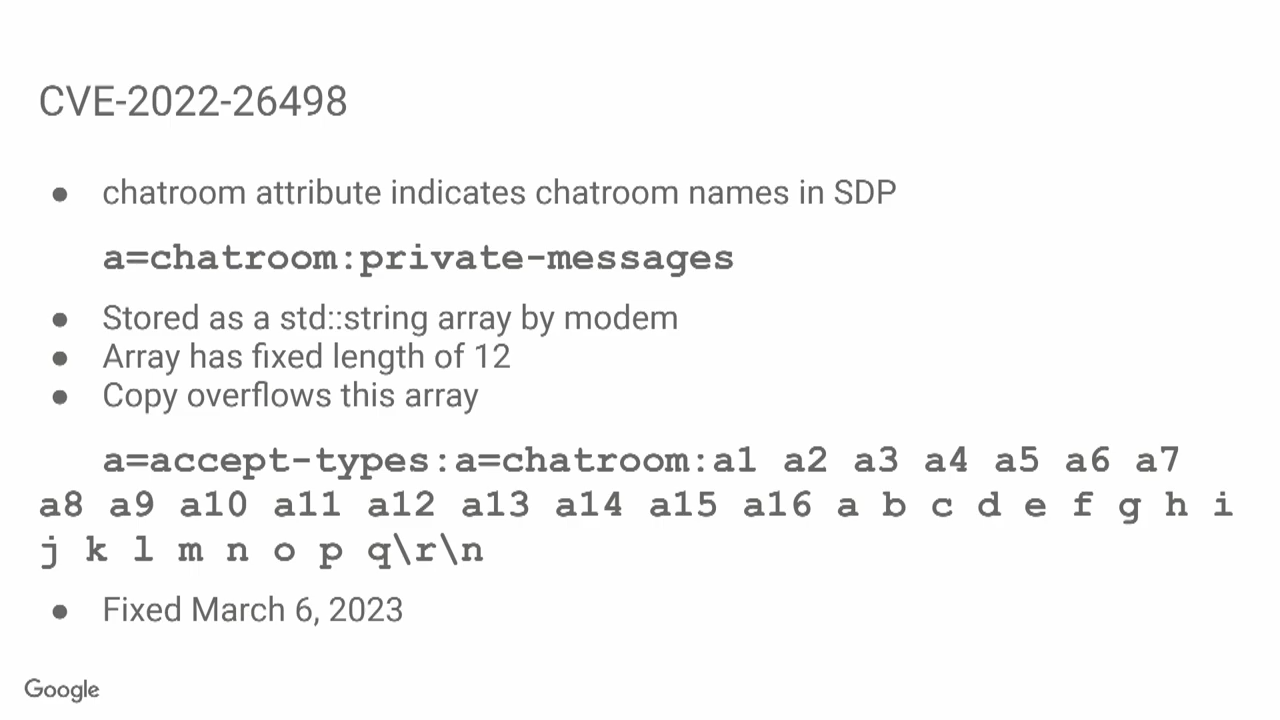 CVE-2022-26498
● chatroom attribute indicates chatroom names in SDP
a=chatroom:private-messages
● Stored as a std::string array by modem
● Array has fixed length of 12
● Copy overflows this array
a=accept-types:a=chatroom:a1 a2 a3 a4 a5 a6 a7
a8 a9 a10 a11 a12 a13 a14 a15 a16 a b c d e f g h i
j k l m n o p q\r\n
● Fixed March 6, 2023
Google